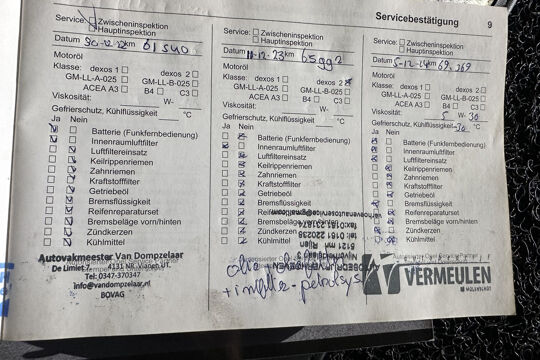 Servicebestätigung 9
Service: Zwischeninspektion
Hauptinspektion
Datum 30-12-22 km 61500
Motoröl
Klasse: dexos 1 dexos 2
GM-LL-A-025 GM-LL-B-025
ACEA A3 B4 C3
Viskosität: W-
Gefrierschutz, Kühlflüssigkeit °C
Ja Nein
Batterie (Funkfernbedienung)
Innenraumluftfilter
Luftfiltereinsatz
Keilrippenriemen
Zahnriemen
Kraftstofffilter
Getriebeöl
Bremsflüssigkeit
Reifenreparaturset
Bremsbeläge vorn/hinten
Zündkerzen
Kühlmittel
Autovakmeester Van Dompzelaar
De Limiet 7 4131 NR Vianen UT.
Tel: 0347-370347
info@vandompzelaar.nl
BOVAG
Service: Zwischeninspektion
Hauptinspektion
Datum 11-12-23 km 65992
Motoröl
Klasse: dexos 1 dexos 2
GM-LL-A-025 GM-LL-B-025
ACEA A3 B4 C3
Viskosität: W-
Gefrierschutz, Kühlflüssigkeit °C
Ja Nein
Batterie (Funkfernbedienung)
Innenraumluftfilter
Luftfiltereinsatz
Keilrippenriemen
Zahnriemen
Kraftstofffilter
Getriebeöl
Bremsflüssigkeit
Reifenreparaturset
Bremsbeläge vorn/hinten
Zündkerzen
Kühlmittel
Service: Zwischeninspektion
Hauptinspektion
Datum 5-12-24 km 69.369
Motoröl
Klasse: dexos 1 dexos 2
GM-LL-A-025 GM-LL-B-025
ACEA A3 B4 C3
Viskosität: 5 W- 30
Gefrierschutz, Kühlflüssigkeit -30 °C
Ja Nein
Batterie (Funkfernbedienung)
Innenraumluftfilter
Luftfiltereinsatz
Keilrippenriemen
Zahnriemen
Kraftstofffilter
Getriebeöl
Bremsflüssigkeit
Reifenreparaturset
Bremsbeläge vorn/hinten
Zündkerzen
Kühlmittel
VERMEULEN